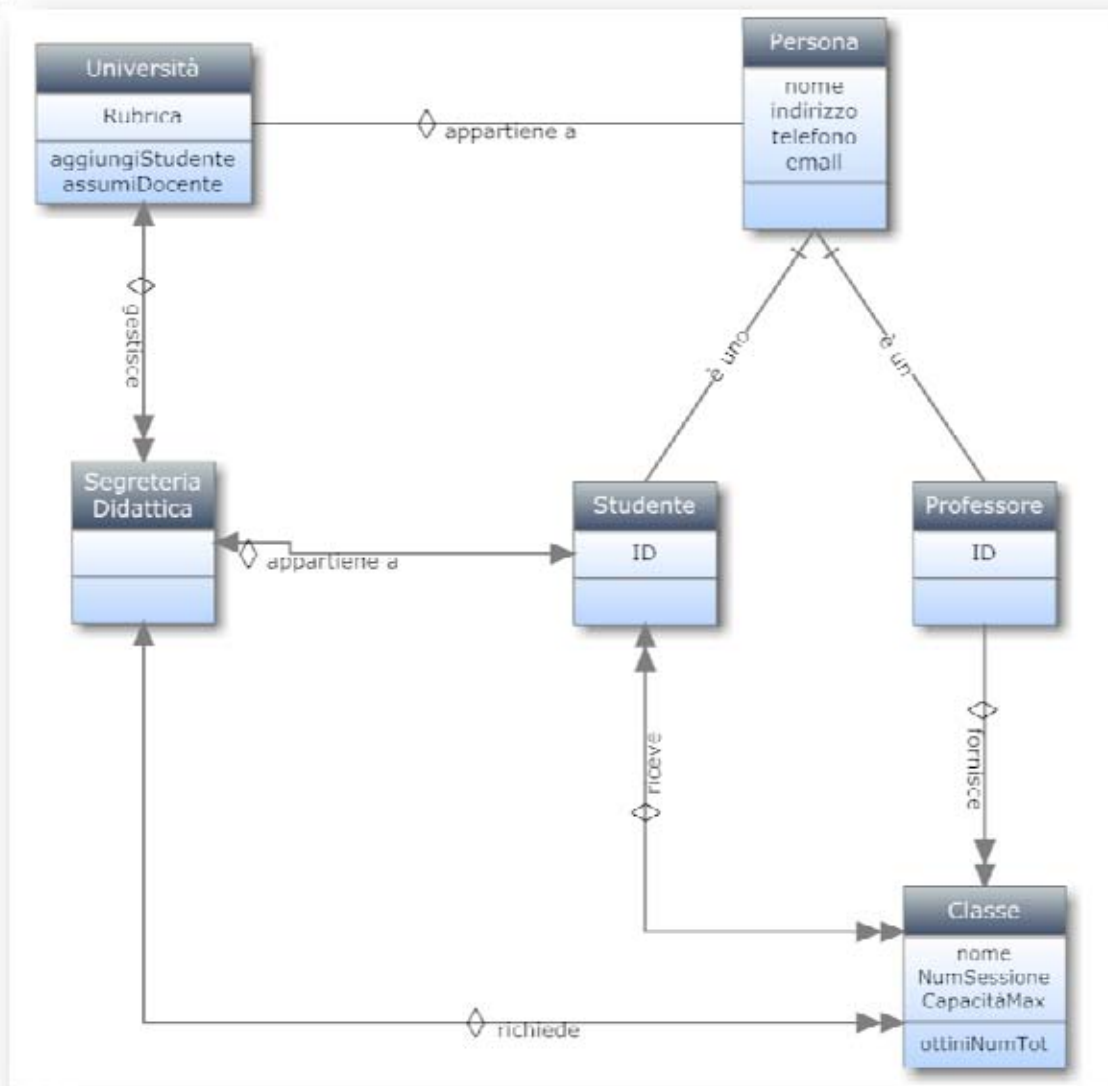 Università
Rubrica
aggiungiStudente
assumiDocente
appartiene a
Persona
nome
indirizzo
telefono
email
gestisce
è uno
è un
Segreteria
Didattica
appartiene a
Studente
ID
Professore
ID
riceve
fornisce
Classe
nome
NumSessione
CapacitàMax
ottiniNumTot
richiede